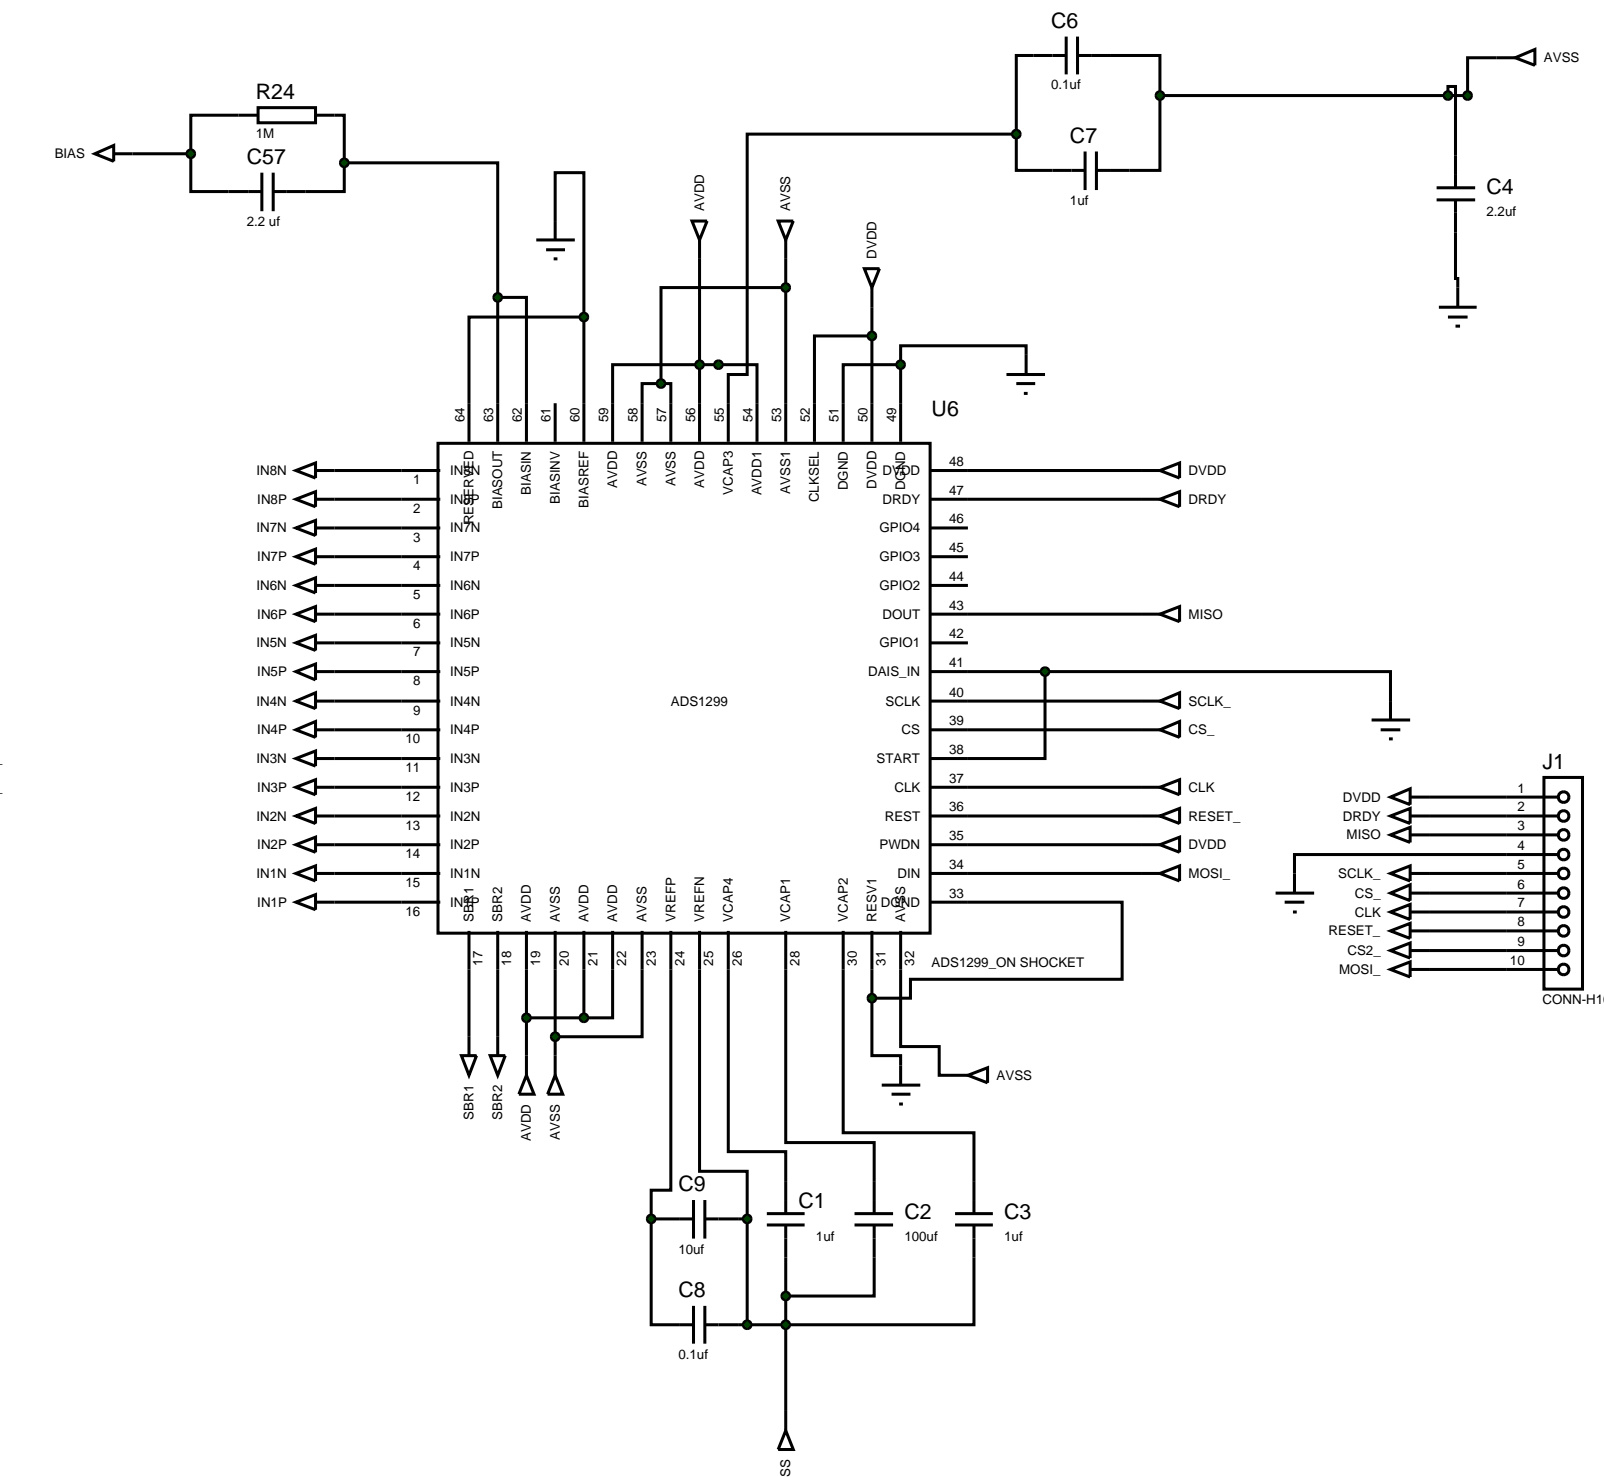 C6
0.1uf
AVSS
R24
1M
BIAS
C57
2.2 uf
C7
1uf
C4
2.2uf
AVDD
AVSS
DVDD
U6
64
63
62
61
60
59
58
57
56
55
54
53
52
51
50
49
RESERVED
BIASOUT
BIASIN
BIASINV
BIASREF
AVDD
AVSS
AVSS
AVDD
VCAP3
AVDD1
AVSS1
CLKSEL
DGND
DVDD
DGND
IN8N 1 IN8N
IN8P 2 IN8P
IN7N 3 IN7N
IN7P 4 IN7P
IN6N 5 IN6N
IN6P 6 IN6P
IN5N 7 IN5N
IN5P 8 IN5P
IN4N 9 IN4N
IN4P 10 IN4P
IN3N 11 IN3N
IN3P 12 IN3P
IN2N 13 IN2N
IN2P 14 IN2P
IN1N 15 IN1N
IN1P 16 IN1P
ADS1299
DVDD 48 DVDD
DRDY 47 DRDY
GPIO4 46
GPIO3 45
GPIO2 44
DOUT 43 MISO
GPIO1 42
DAIS_IN 41
SCLK 40 SCLK_
CS 39 CS_
START 38
CLK 37 CLK
REST 36 RESET_
PWDN 35 DVDD
DIN 34 MOSI_
DGND 33
SBR1
SBR2
AVDD
AVSS
AVDD
AVDD
AVSS
VREFP
VREFN
VCAP4
VCAP1
VCAP2
RESV1
AVSS
17
18
19
20
21
22
23
24
25
26
28
30
31
32
ADS1299_ON SHOCKET
J1
DVDD 1
DRDY 2
MISO 3
4
SCLK_ 5
CS_ 6
CLK 7
RESET_ 8
CS2_ 9
MOSI_ 10
CONN-H1
SBR1
SBR2
AVDD
AVSS
AVSS
C9
10uf
C1
1uf
C2
100uf
C3
1uf
C8
0.1uf
SS